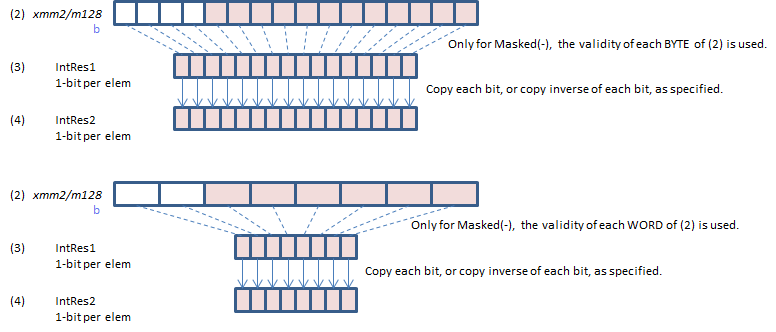 (2) xmm2/m128
b
Only for Masked(-), the validity of each BYTE of (2) is used.
(3) IntRes1
1-bit per elem
Copy each bit, or copy inverse of each bit, as specified.
(4) IntRes2
1-bit per elem
(2) xmm2/m128
b
Only for Masked(-), the validity of each WORD of (2) is used.
(3) IntRes1
1-bit per elem
Copy each bit, or copy inverse of each bit, as specified.
(4) IntRes2
1-bit per elem